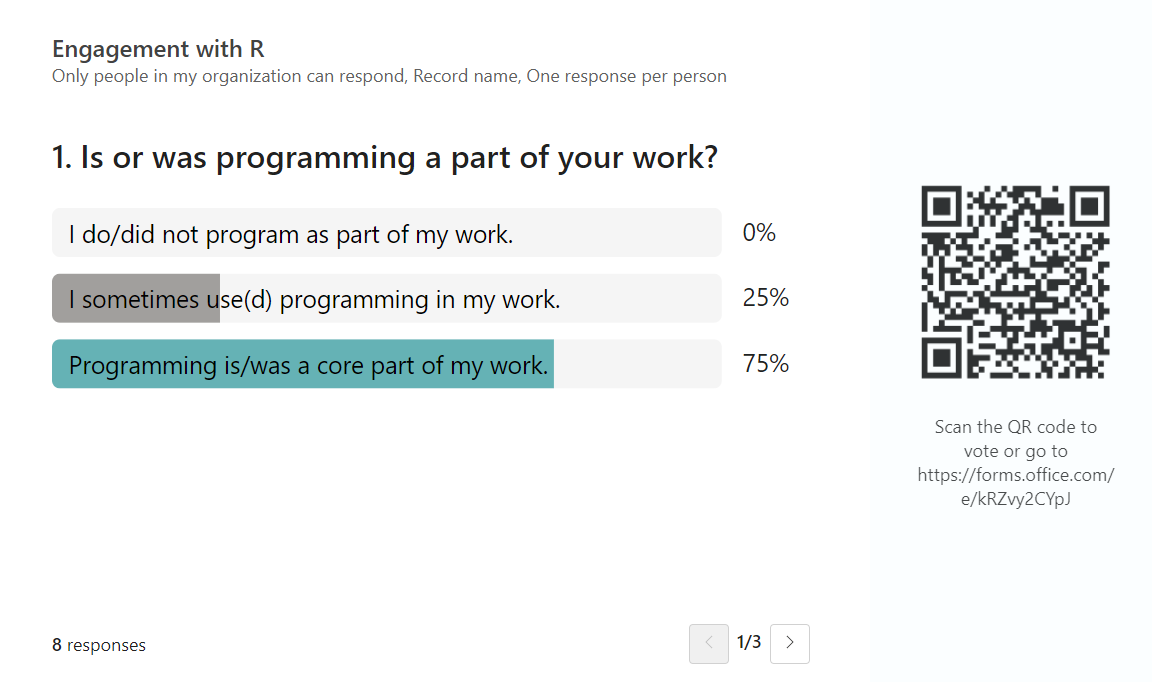 Engagement with R
Only people in my organization can respond, Record name, One response per person
1. Is or was programming a part of your work?
I do/did not program as part of my work.
0%
I sometimes use(d) programming in my work.
25%
Programming is/was a core part of my work.
75%
Scan the QR code to
vote or go to
https://forms.office.com/
e/kRZvy2CYpJ
8 responses
1/3